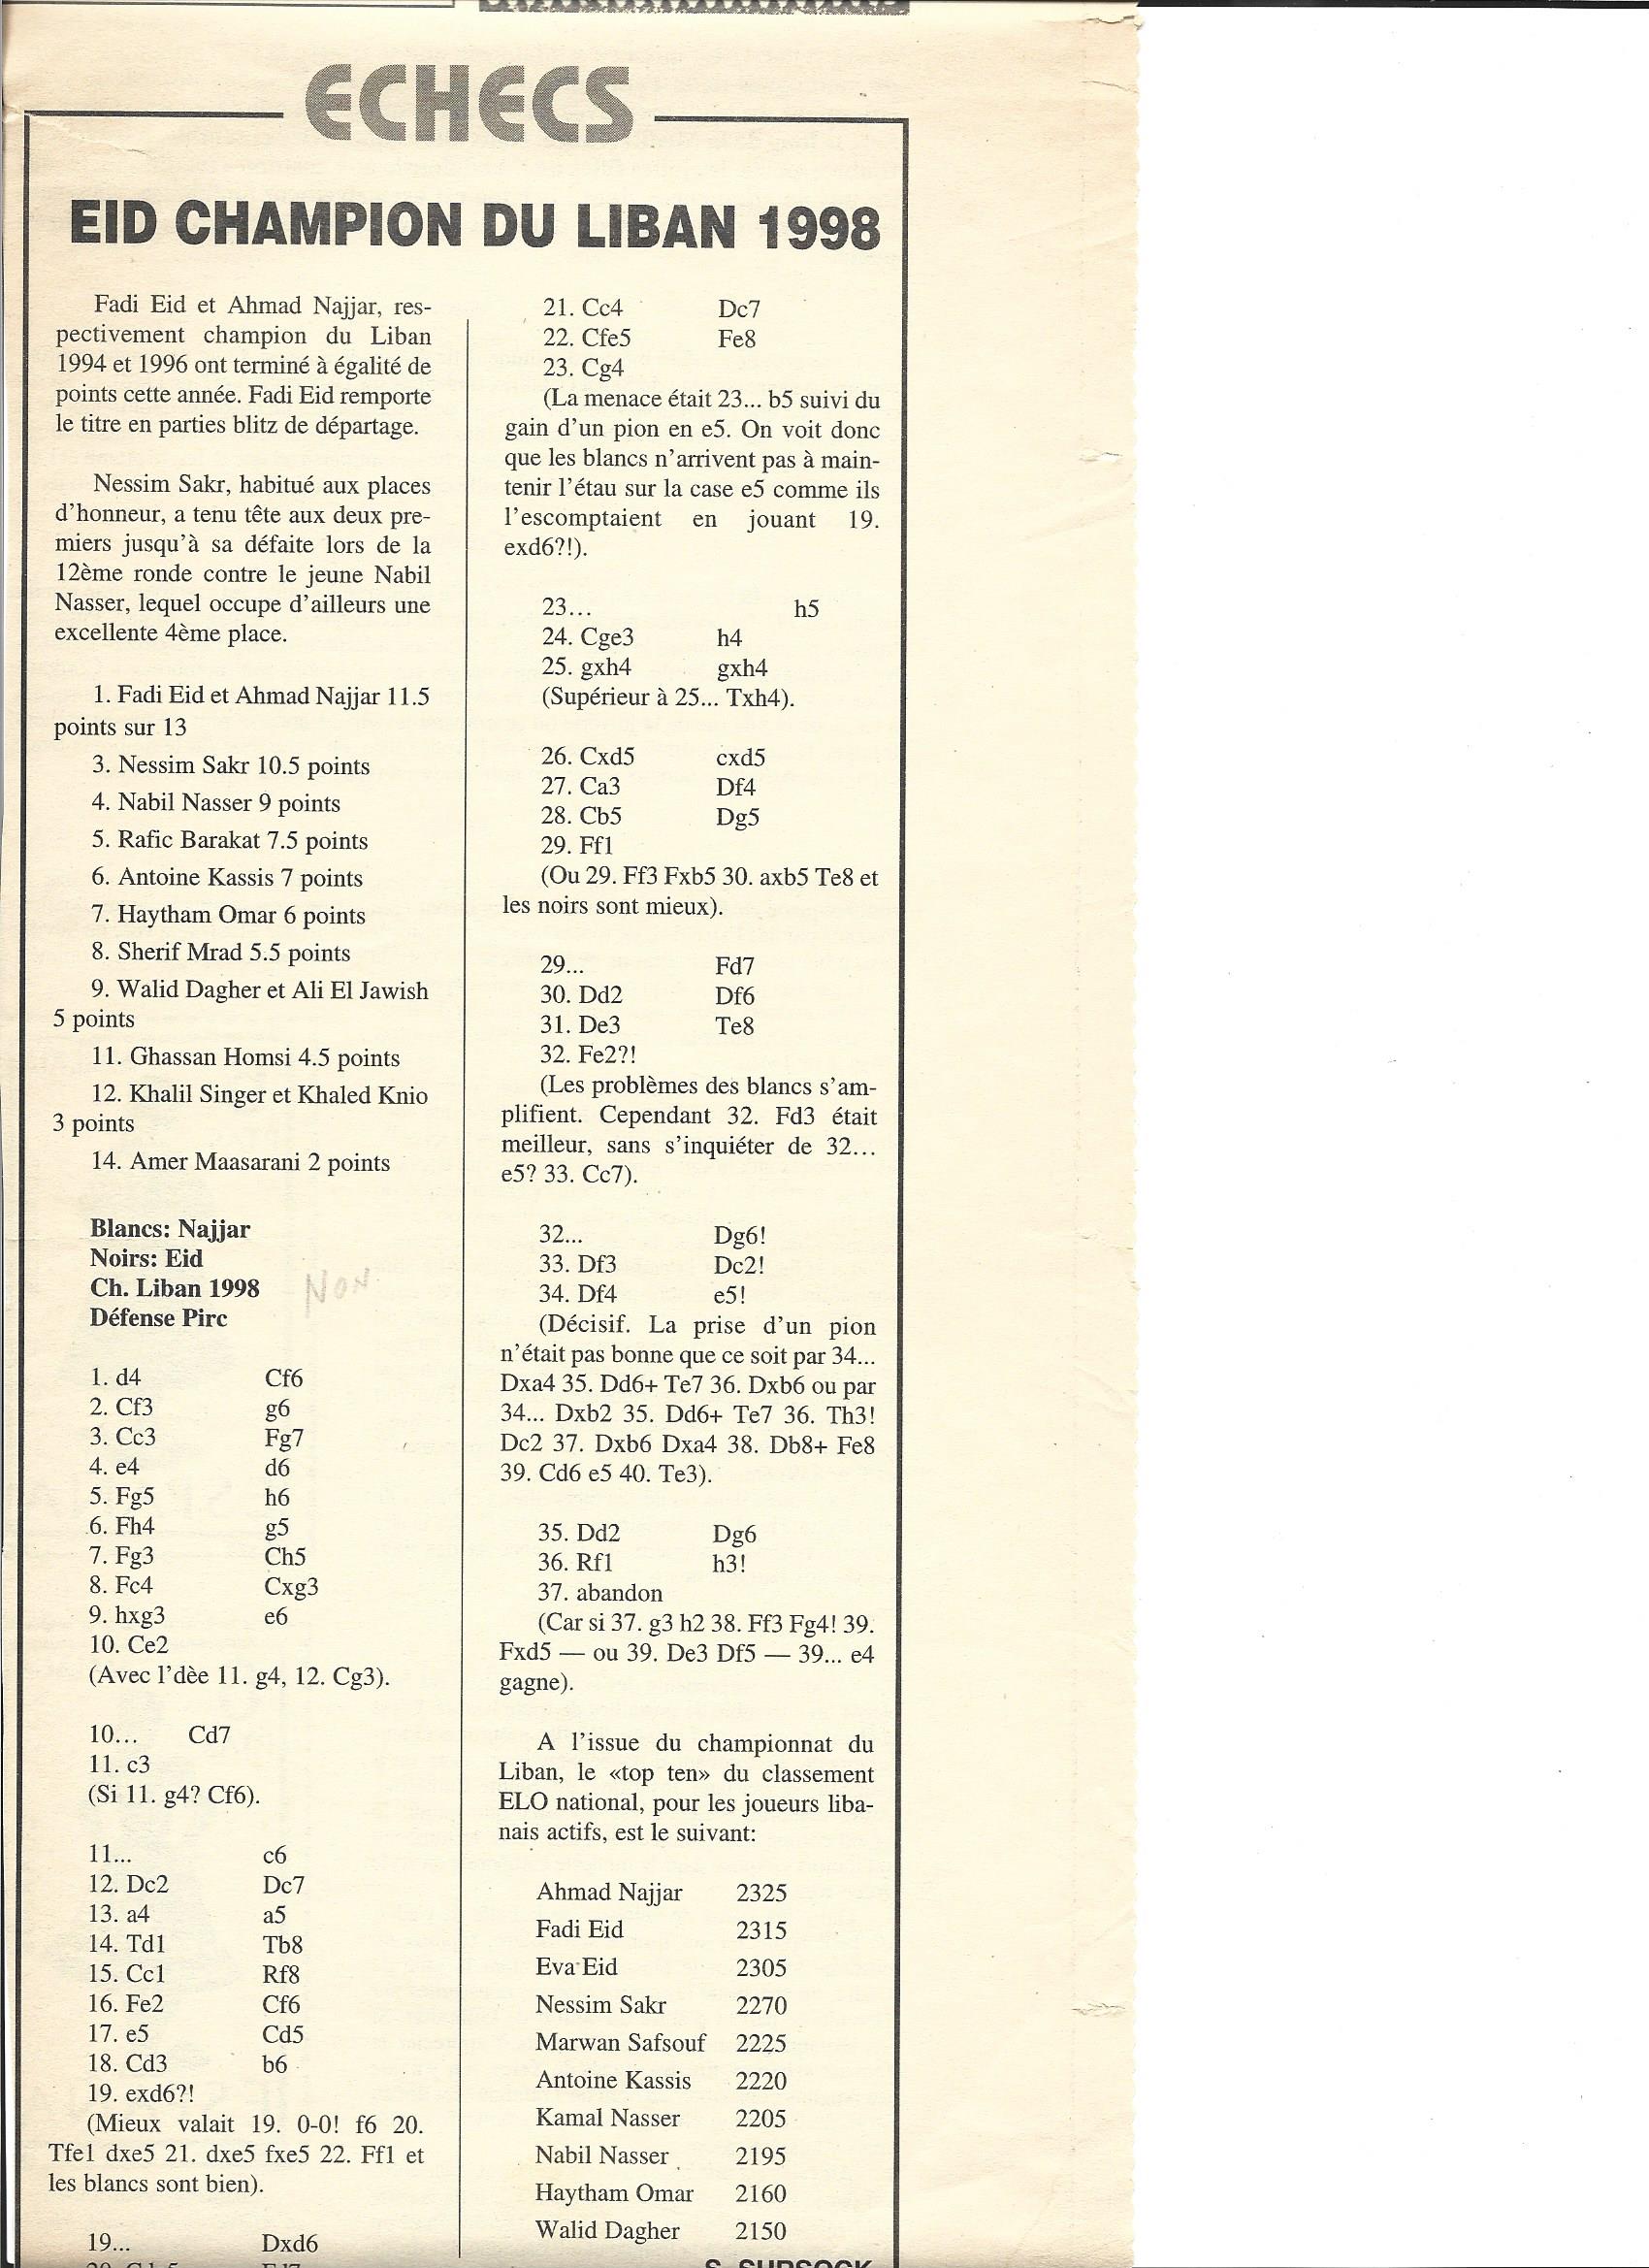 ECHECS
EID CHAMPION DU LIBAN 1998
Fadi Eid et Ahmad Najjar, res-
pectivement champion du Liban
1994 et 1996 ont terminé à égalité de
points cette année. Fadi Eid remporte
le titre en parties blitz de départage.
Nessim Sakr, habitué aux places
d'honneur, a tenu tête aux deux pre-
miers jusqu'à sa défaite lors de la
12ème ronde contre le jeune Nabil
Nasser, lequel occupe d'ailleurs une
excellente 4ème place.
1. Fadi Eid et Ahmad Najjar 11.5
points sur 13
3. Nessim Sakr 10.5 points
4. Nabil Nasser 9 points
5. Rafic Barakat 7.5 points
6. Antoine Kassis 7 points
7. Haytham Omar 6 points
8. Sherif Mrad 5.5 points
9. Walid Dagher et Ali El Jawish
5 points
11. Ghassan Homsi 4.5 points
12. Khalil Singer et Khaled Knio
3 points
14. Amer Maasarani 2 points
Blancs: Najjar
Noirs: Eid
Ch. Liban 1998
Défense Pirc
Non
1. d4 Cf6
2. Cf3 g6
3. Cc3 Fg7
4. e4 d6
5. Fg5 h6
6. Fh4 g5
7. Fg3 Ch5
8. Fc4 Cxg3
9. hxg3 e6
10. Ce2
(Avec l'dèe 11. g4, 12. Cg3).
10... Cd7
11. c3
(Si 11. g4? Cf6).
11... c6
12. Dc2 Dc7
13. a4 a5
14. Td1 Tb8
15. Cc1 Rf8
16. Fe2 Cf6
17. e5 Cd5
18. Cd3 b6
19. exd6?!
(Mieux valait 19. 0-0! f6 20.
Tfe1 dxe5 21. dxe5 fxe5 22. Ff1 et
les blancs sont bien).
19... Dxd6
21. Cc4 Dc7
22. Cfe5 Fe8
23. Cg4
(La menace était 23... b5 suivi du
gain d'un pion en e5. On voit donc
que les blancs n'arrivent pas à main-
tenir l'étau sur la case e5 comme ils
l'escomptaient en jouant 19.
exd6?!).
23... h5
24. Cge3 h4
25. gxh4 gxh4
(Supérieur à 25... Txh4).
26. Cxd5 cxd5
27. Ca3 Df4
28. Cb5 Dg5
29. Ff1
(Ou 29. Ff3 Fxb5 30. axb5 Te8 et
les noirs sont mieux).
29... Fd7
30. Dd2 Df6
31. De3 Te8
32. Fe2?!
(Les problèmes des blancs s'am-
plifient. Cependant 32. Fd3 était
meilleur, sans s'inquiéter de 32...
e5? 33. Cc7).
32... Dg6!
33. Df3 Dc2!
34. Df4 e5!
(Décisif. La prise d'un pion
n'était pas bonne que ce soit par 34...
Dxa4 35. Dd6+ Te7 36. Dxb6 ou par
34... Dxb2 35. Dd6+ Te7 36. Th3!
Dc2 37. Dxb6 Dxa4 38. Db8+ Fe8
39. Cd6 e5 40. Te3).
35. Dd2 Dg6
36. Rf1 h3!
37. abandon
(Car si 37. g3 h2 38. Ff3 Fg4! 39.
Fxd5 — ou 39. De3 Df5 — 39... e4
gagne).
A l'issue du championnat du
Liban, le «top ten» du classement
ELO national, pour les joueurs liba-
nais actifs, est le suivant:
Ahmad Najjar 2325
Fadi Eid 2315
Eva Eid 2305
Nessim Sakr 2270
Marwan Safsouf 2225
Antoine Kassis 2220
Kamal Nasser 2205
Nabil Nasser 2195
Haytham Omar 2160
Walid Dagher 2150
S. SURSOCK